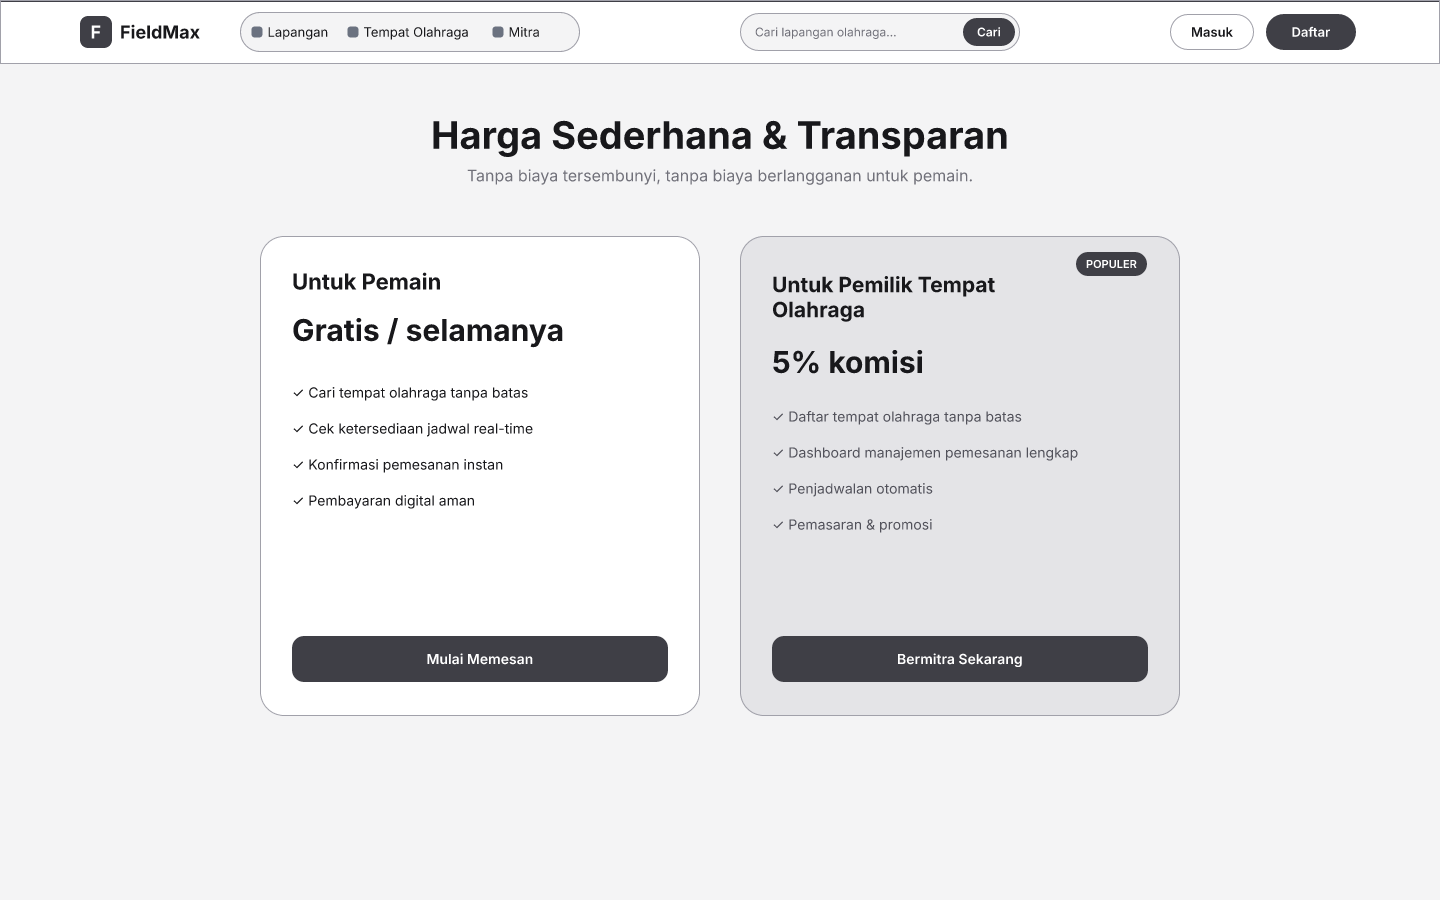 F FieldMax Lapangan Tempat Olahraga Mitra Cari lapangan olahraga... Cari Masuk Daftar
Harga Sederhana & Transparan
Tanpa biaya tersembunyi, tanpa biaya berlangganan untuk pemain.
Untuk Pemain
Gratis / selamanya
✓ Cari tempat olahraga tanpa batas
✓ Cek ketersediaan jadwal real-time
✓ Konfirmasi pemesanan instan
✓ Pembayaran digital aman
Mulai Memesan
POPULER
Untuk Pemilik Tempat
Olahraga
5% komisi
✓ Daftar tempat olahraga tanpa batas
✓ Dashboard manajemen pemesanan lengkap
✓ Penjadwalan otomatis
✓ Pemasaran & promosi
Bermitra Sekarang